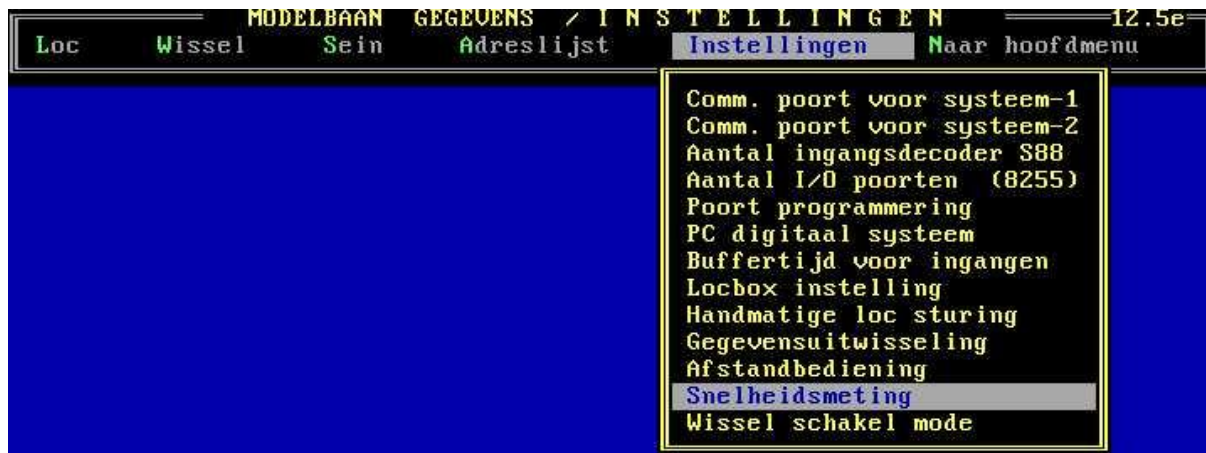 MODELBAAN GEGEVENS / I N S T E L L I N G E N 12.5e
Loc Wissel Sein Adreslijst Instellingen Naar hoofdmenu
Comm. poort voor systeem-1
Comm. poort voor systeem-2
Aantal ingangsdecoder S88
Aantal I/O poorten (8255)
Poort programmering
PC digitaal systeem
Buffertijd voor ingangen
Locbox instelling
Handmatige loc sturing
Gegevensuitwisseling
Afstandbediening
Snelheidsmeting
Wissel schakel mode